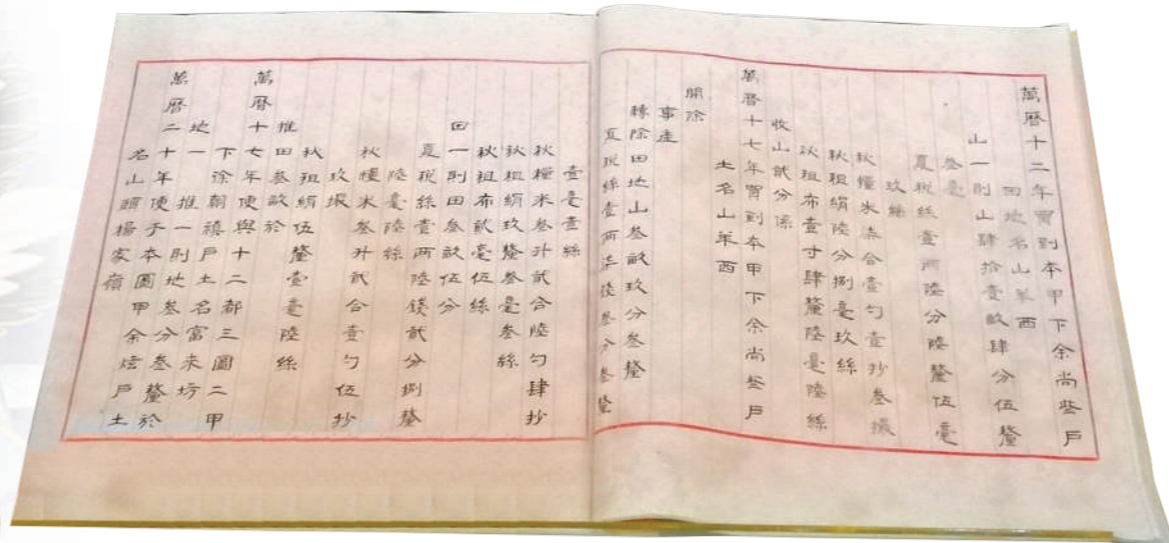 萬曆十二年買到本甲下余尚些戶
田地名山羊西
山一則山肆拾壹畝肆分伍釐
叁毫
夏稅絲壹兩陸分陸釐伍毫
玖絲
秋糧米柒合壹勺壹抄叁撮
秋租絹陸分捌毫玖絲
秋租布壹寸肆釐陸毫陸絲
收山貳分係
萬曆十七年買到本甲下余尚些戶
土名山羊西
開除
事產
轉除田地山叁畝玖分叁釐
夏稅絲壹兩柒錢叁分叁釐
壹毫壹絲
秋糧米叁升貳合陸勺肆抄
秋租絹玖釐叁毫叁絲
秋租布貳毫伍絲
田一則田叁畝伍分
夏稅絲壹兩陸錢貳分捌釐
陸毫陸絲
秋糧米叁升貳合壹勺伍抄
玖撮
秋租絹伍釐壹毫陸絲
推田叁畝於
萬曆十七年便與十二都三圖二甲
下徐朝禧戶土名富來坊
地一 推一則地叁分叁釐於
萬曆二十年便于本圖甲余炫戶土
名山頭楊家嶺